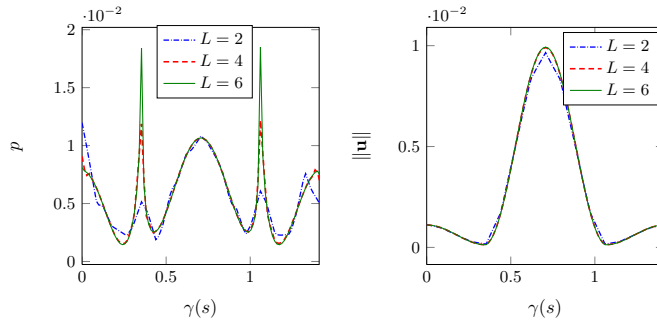 ·10⁻²
2
1.5
1
0.5
0
0
0.5
1
p
γ(s)
L = 2
L = 4
L = 6
·10⁻²
1
0.5
0
0
0.5
1
‖u‖
γ(s)
L = 2
L = 4
L = 6